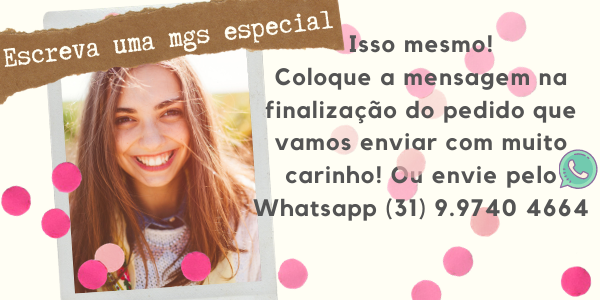 Escreva uma mgs especial
Isso mesmo!
Coloque a mensagem na
finalização do pedido que
vamos enviar com muito
carinho! Ou envie pelo
Whatsapp (31) 9.9740 4664